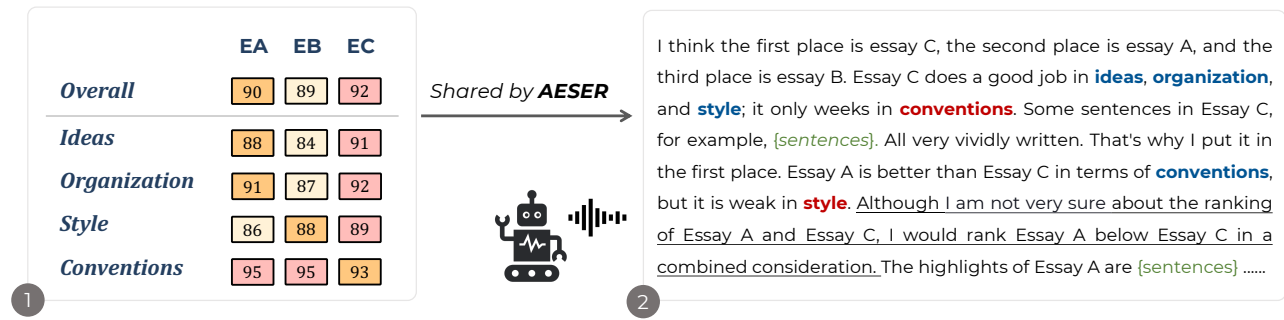 EA EB EC
Overall 90 89 92
Ideas 88 84 91
Organization 91 87 92
Style 86 88 89
Conventions 95 95 93
1
Shared by AESER
I think the first place is essay C, the second place is essay A, and the
third place is essay B. Essay C does a good job in ideas, organization,
and style; it only weeks in conventions. Some sentences in Essay C,
for example, {sentences}. All very vividly written. That's why I put it in
the first place. Essay A is better than Essay C in terms of conventions,
but it is weak in style. Although I am not very sure about the ranking
of Essay A and Essay C, I would rank Essay A below Essay C in a
combined consideration. The highlights of Essay A are {sentences} ......
2